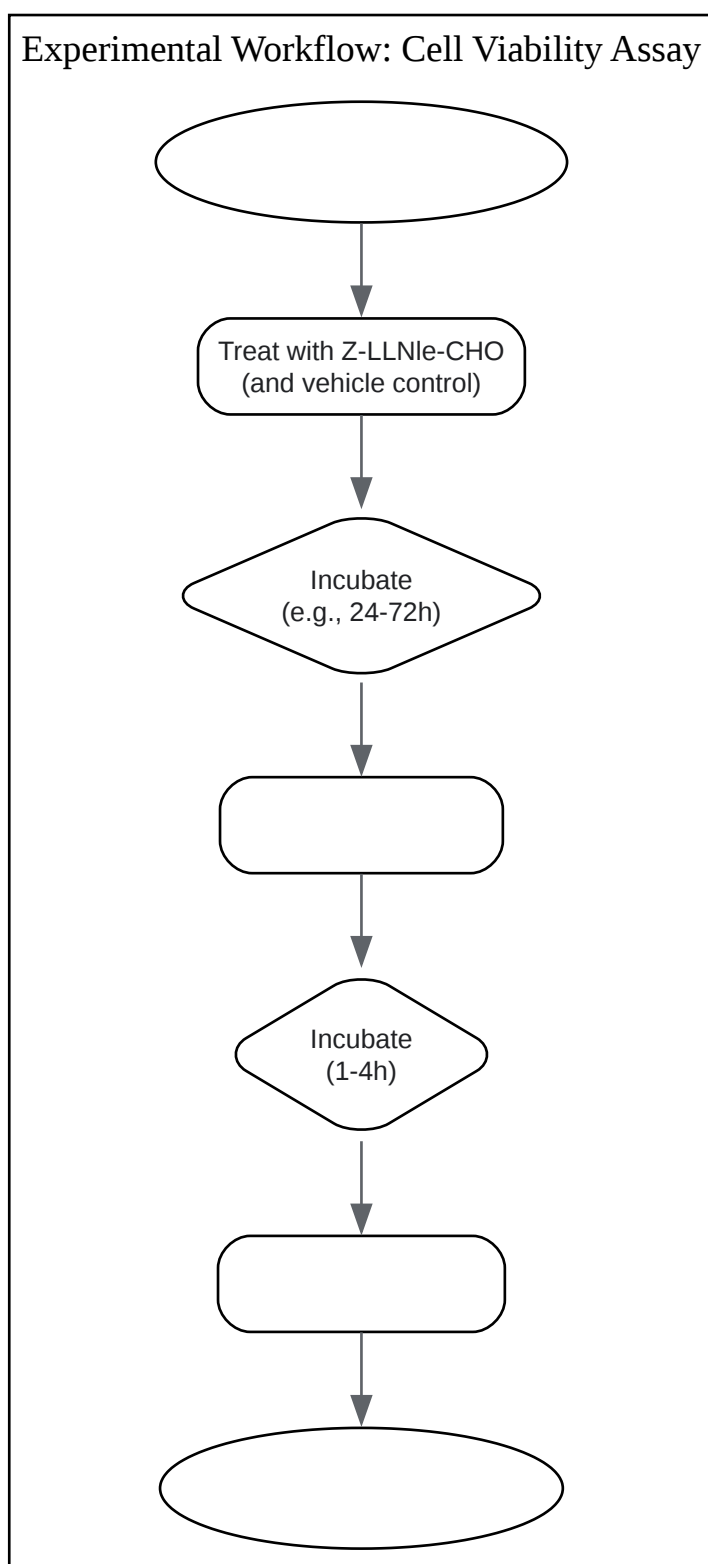 Experimental Workflow: Cell Viability Assay
Treat with Z-LLNle-CHO
(and vehicle control)
Incubate
(e.g., 24-72h)
Incubate
(1-4h)